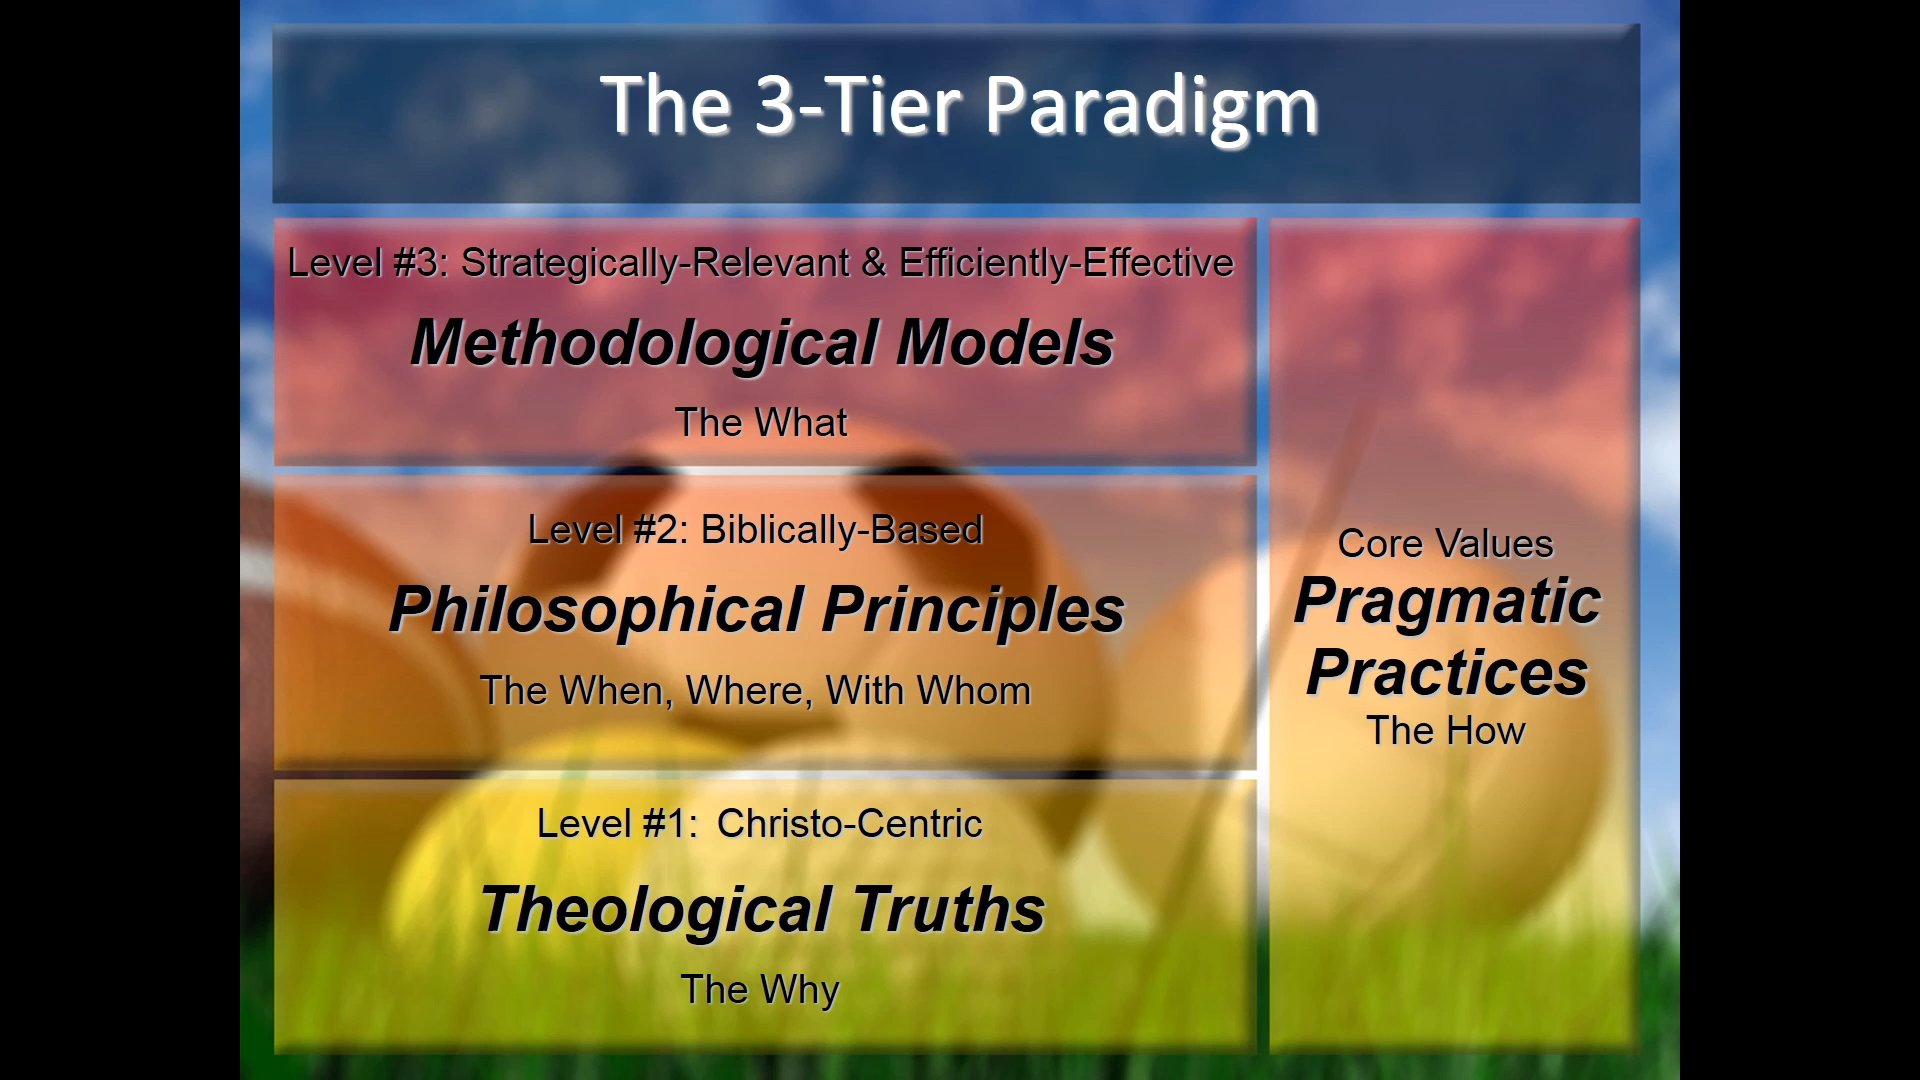 The 3-Tier Paradigm
Level #3: Strategically-Relevant & Efficiently-Effective
Methodological Models
The What
Level #2: Biblically-Based
Philosophical Principles
The When, Where, With Whom
Level #1: Christo-Centric
Theological Truths
The Why
Core Values
Pragmatic
Practices
The How